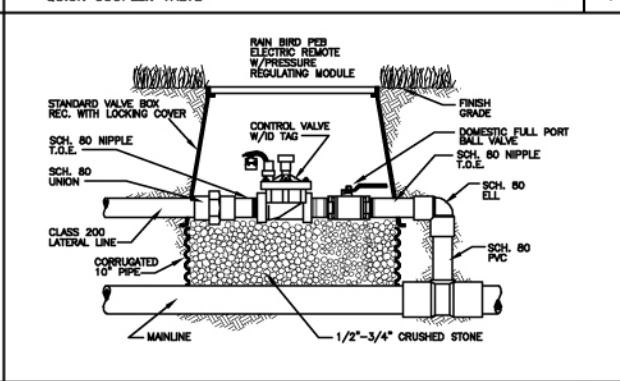 RAIN BIRD PEB
ELECTRIC REMOTE
W/PRESSURE
REGULATING MODULE
STANDARD VALVE BOX
REC. WITH LOCKING COVER
FINISH
GRADE
CONTROL VALVE
W/ID TAG
DOMESTIC FULL PORT
BALL VALVE
SCH. 80 NIPPLE
T.O.E.
SCH. 80 NIPPLE
T.O.E.
SCH. 80
UNION
SCH. 80
ELL
CLASS 200
LATERAL LINE
SCH. 80
PVC
CORRUGATED
10" PIPE
MAINLINE
1/2"-3/4" CRUSHED STONE